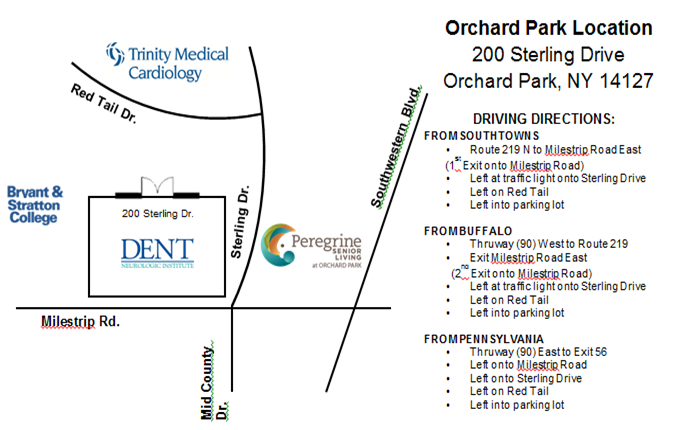 Trinity Medical
Cardiology
Red Tail Dr.
Bryant &
Stratton
College
200 Sterling Dr.
DENT
NEUROLOGIC INSTITUTE
Sterling Dr.
Peregrine
SENIOR
LIVING
at ORCHARD PARK
Southwestern Blvd.
Milestrip Rd.
Mid County
Dr.
Orchard Park Location
200 Sterling Drive
Orchard Park, NY 14127
DRIVING DIRECTIONS:
FROM SOUTHTOWNS
• Route 219 N to Milestrip Road East
(1st Exit onto Milestrip Road)
• Left at traffic light onto Sterling Drive
• Left on Red Tail
• Left into parking lot
FROM BUFFALO
• Thruway (90) West to Route 219
• Exit Milestrip Road East
(2nd Exit onto Milestrip Road)
• Left at traffic light onto Sterling Drive
• Left on Red Tail
• Left into parking lot
FROM PENNSYLVANIA
• Thruway (90) East to Exit 56
• Left onto Milestrip Road
• Left onto Sterling Drive
• Left on Red Tail
• Left into parking lot